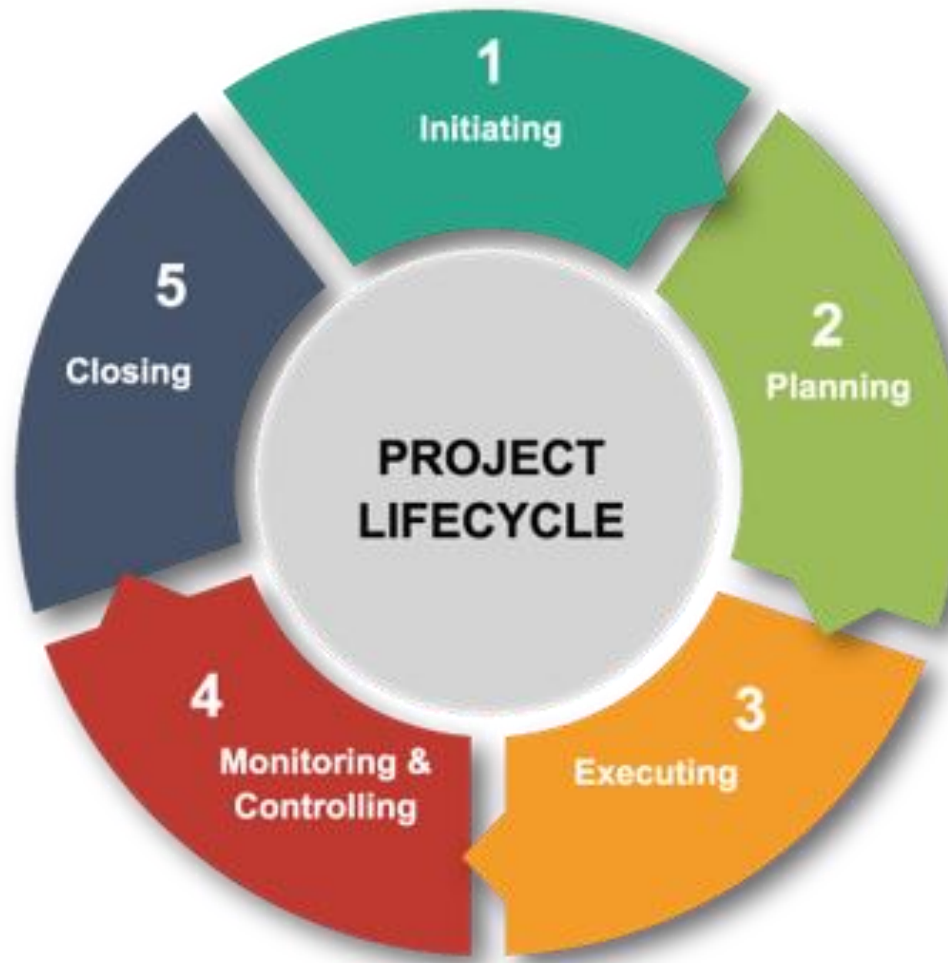 1
Initiating
2
Planning
3
Executing
4
Monitoring &
Controlling
5
Closing
PROJECT
LIFECYCLE